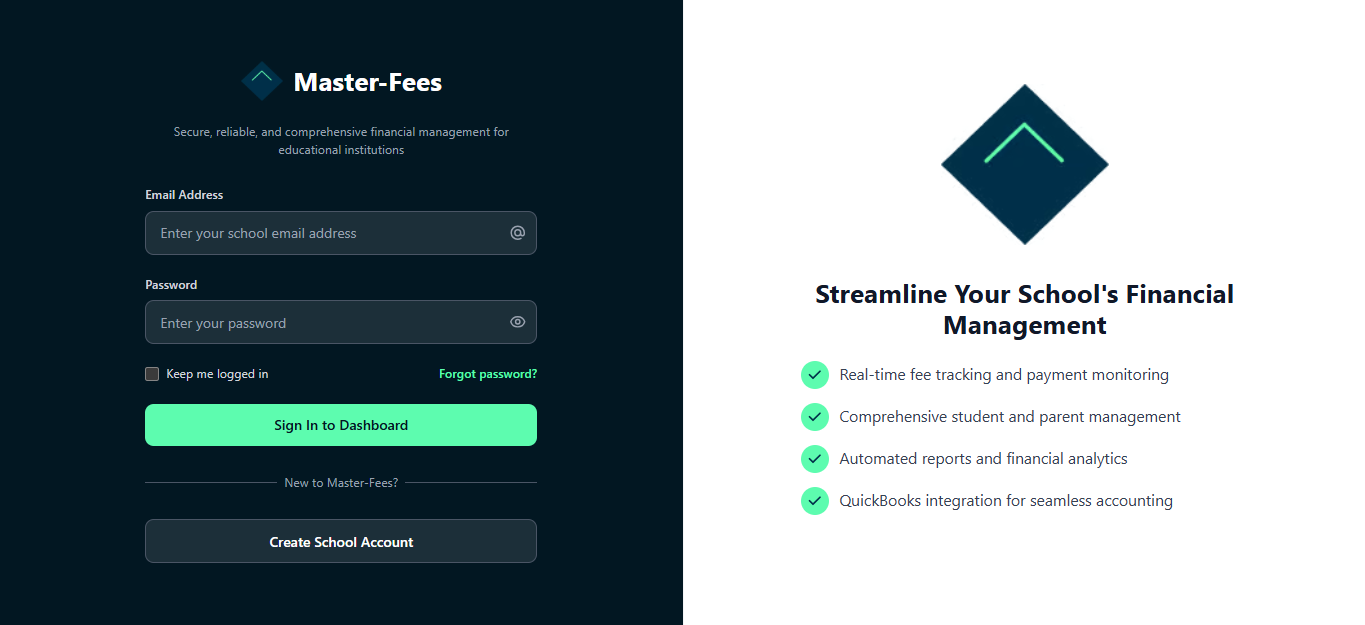 Master-Fees
Secure, reliable, and comprehensive financial management for
educational institutions
Email Address
Enter your school email address
Password
Enter your password
Keep me logged in
Forgot password?
Sign In to Dashboard
New to Master-Fees?
Create School Account
Streamline Your School's Financial
Management
Real-time fee tracking and payment monitoring
Comprehensive student and parent management
Automated reports and financial analytics
QuickBooks integration for seamless accounting